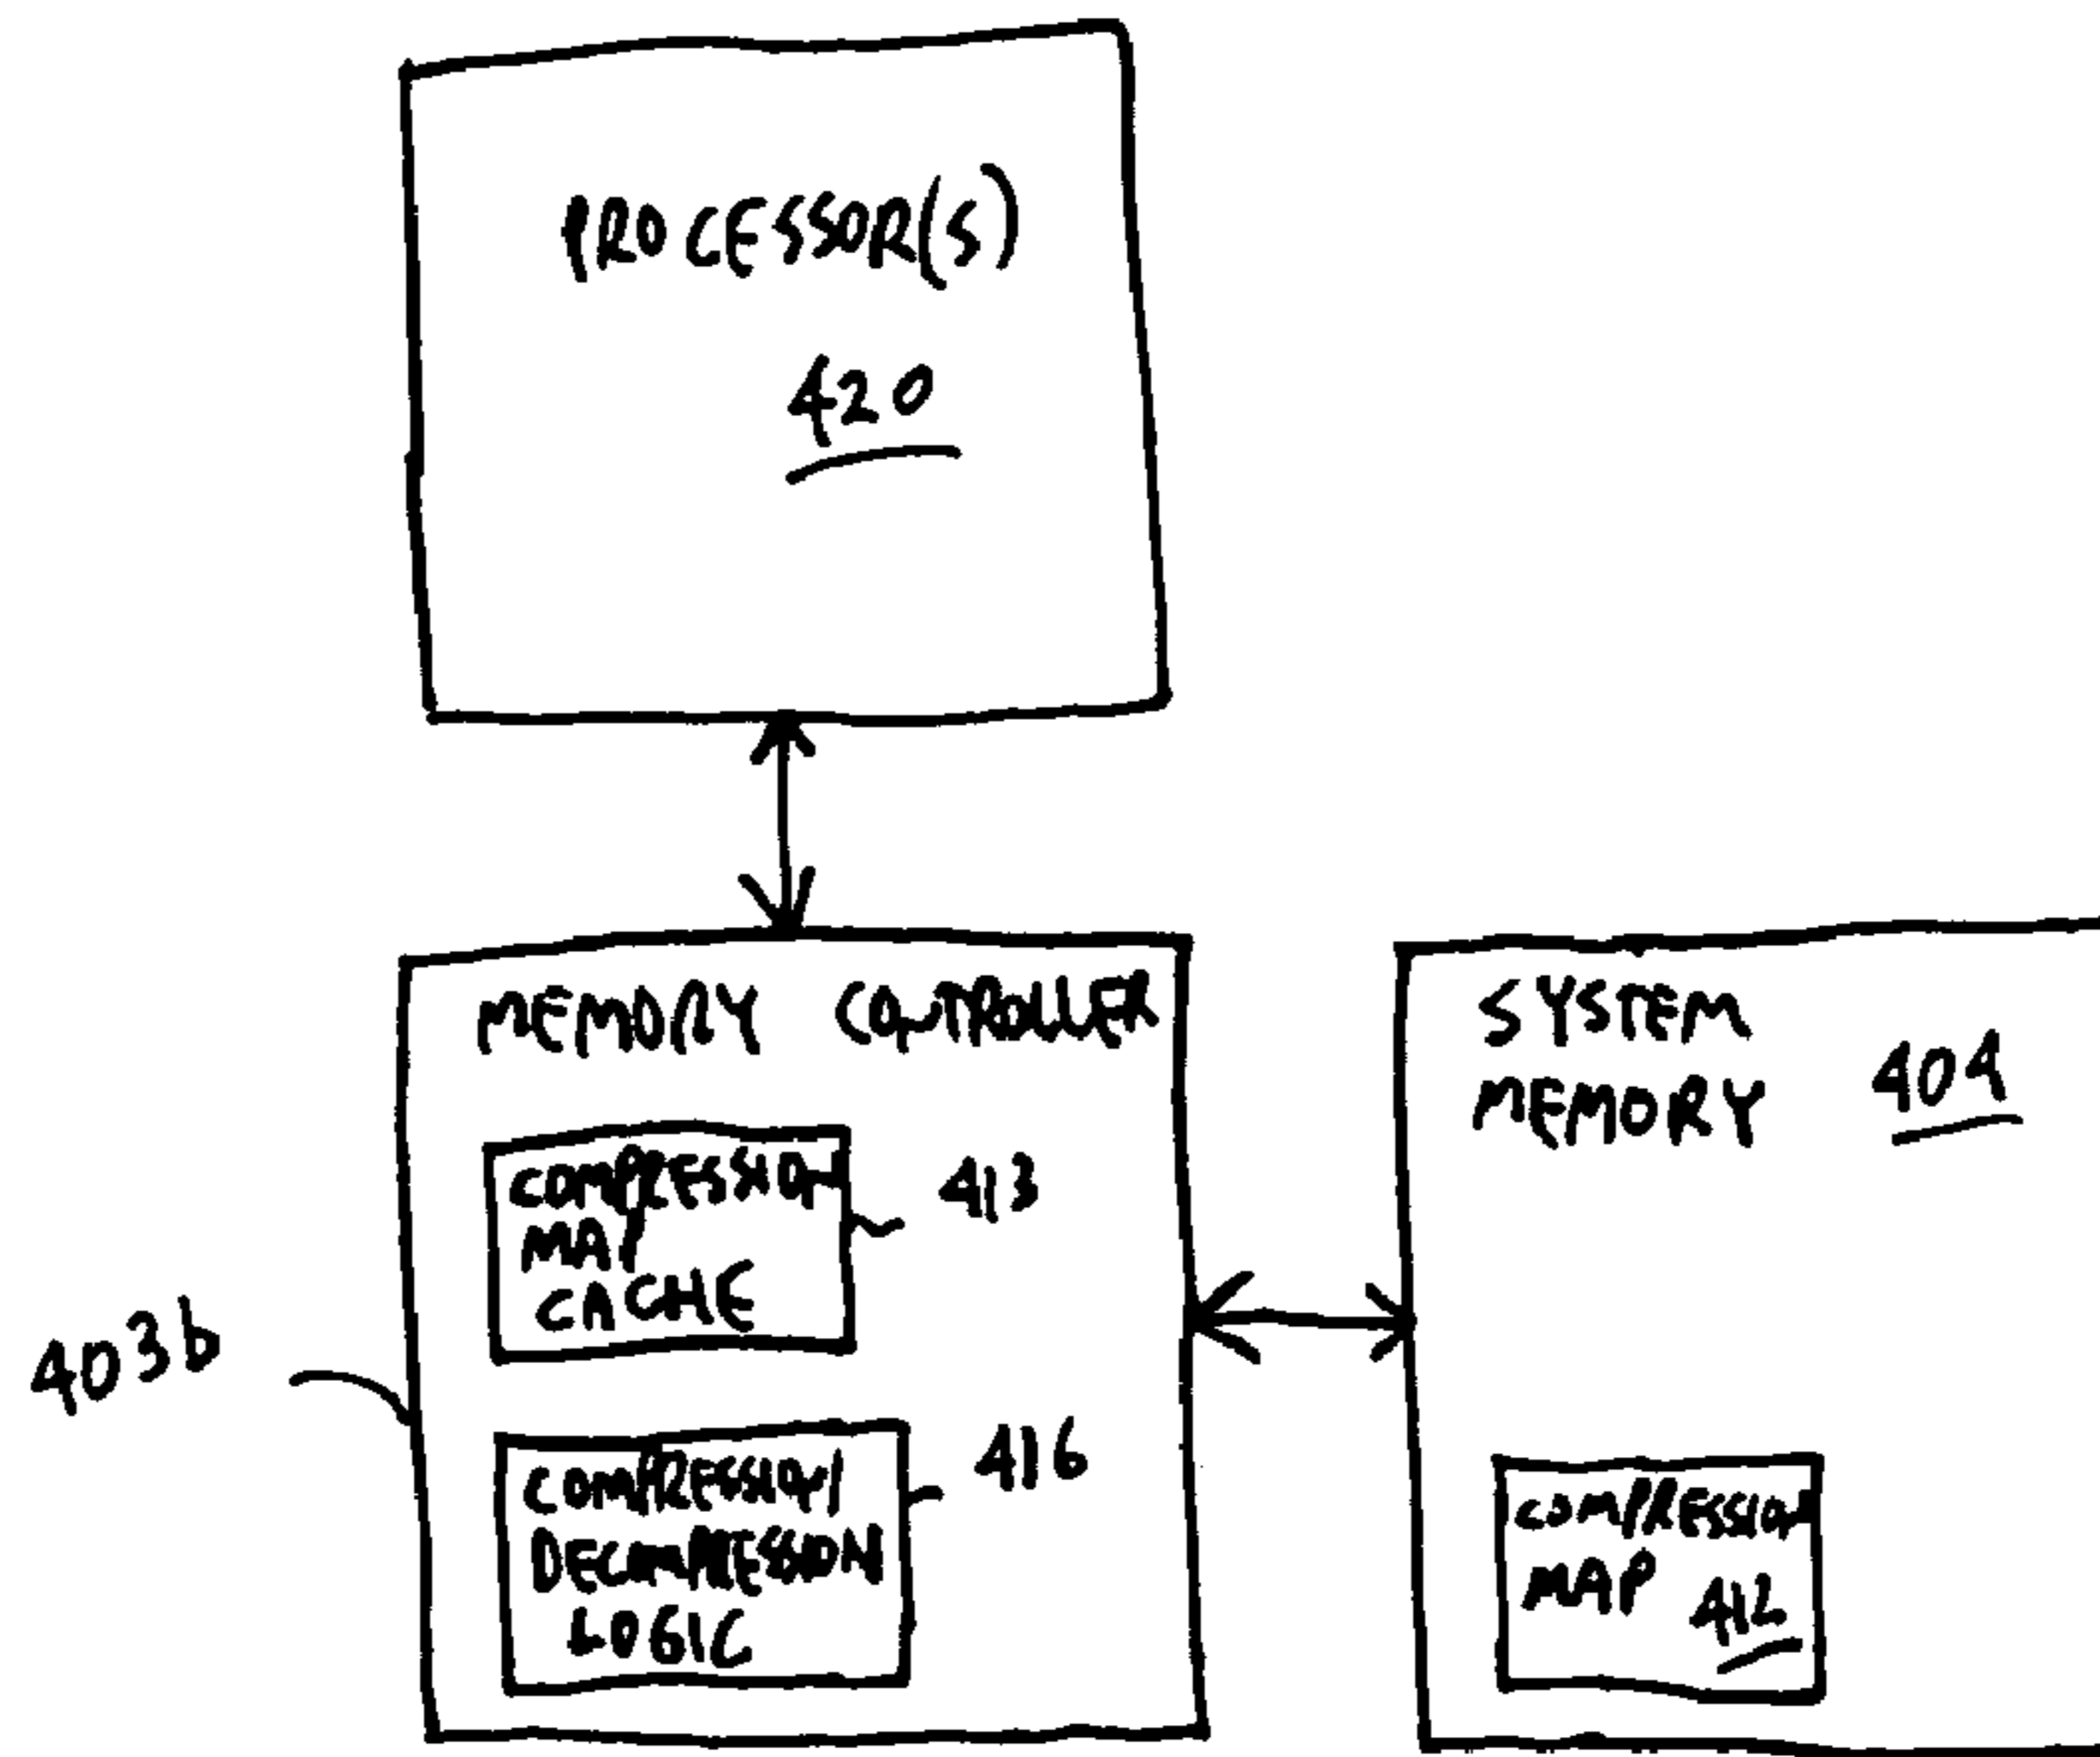 PROCESSOR(S)
420
MEMORY CONTROLLER
COMPRESSION
MAP
CACHE
413
403b
COMPRESSION/
DECOMPRESSION
LOGIC
416
SYSTEM
MEMORY
404
COMPRESSION
MAP
412